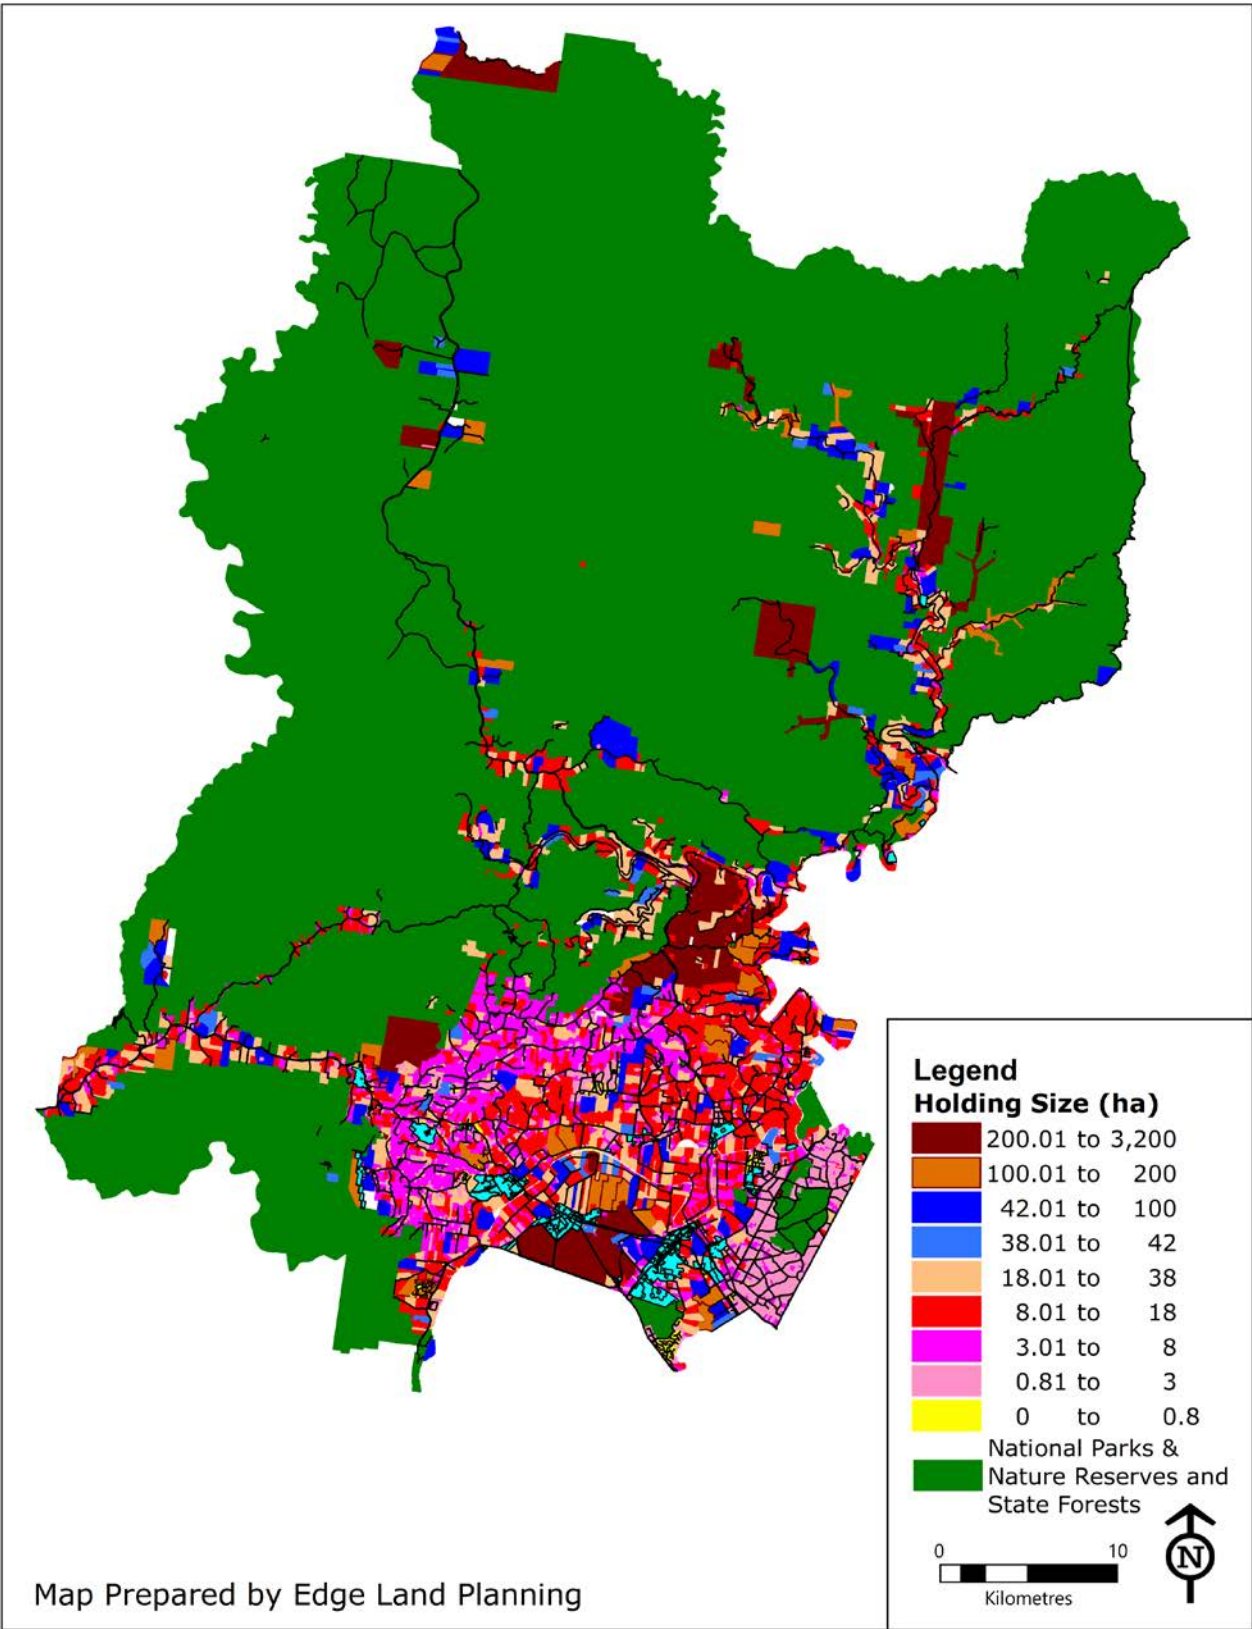 Legend
Holding Size (ha)
200.01 to 3,200
100.01 to 200
42.01 to 100
38.01 to 42
18.01 to 38
8.01 to 18
3.01 to 8
0.81 to 3
0 to 0.8
National Parks &
Nature Reserves and
State Forests
0 10
Kilometres
N
Map Prepared by Edge Land Planning